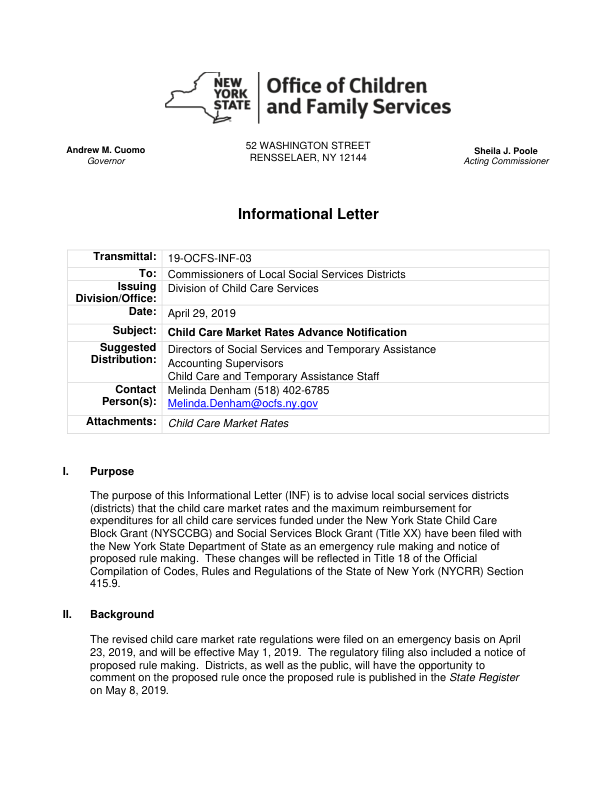 NEW
YORK
STATE
Office of Children
and Family Services
Andrew M. Cuomo
Governor
52 WASHINGTON STREET
RENSSELAER, NY 12144
Sheila J. Poole
Acting Commissioner
Informational Letter
Transmittal: 19-OCFS-INF-03
To: Commissioners of Local Social Services Districts
Issuing
Division/Office: Division of Child Care Services
Date: April 29, 2019
Subject: Child Care Market Rates Advance Notification
Suggested
Distribution: Directors of Social Services and Temporary Assistance
Accounting Supervisors
Child Care and Temporary Assistance Staff
Contact
Person(s): Melinda Denham (518) 402-6785
Melinda.Denham@ocfs.ny.gov
Attachments: Child Care Market Rates
I. Purpose
The purpose of this Informational Letter (INF) is to advise local social services districts
(districts) that the child care market rates and the maximum reimbursement for
expenditures for all child care services funded under the New York State Child Care
Block Grant (NYSCCBG) and Social Services Block Grant (Title XX) have been filed with
the New York State Department of State as an emergency rule making and notice of
proposed rule making. These changes will be reflected in Title 18 of the Official
Compilation of Codes, Rules and Regulations of the State of New York (NYCRR) Section
415.9.
II. Background
The revised child care market rate regulations were filed on an emergency basis on April
23, 2019, and will be effective May 1, 2019. The regulatory filing also included a notice of
proposed rule making. Districts, as well as the public, will have the opportunity to
comment on the proposed rule once the proposed rule is published in the State Register
on May 8, 2019.